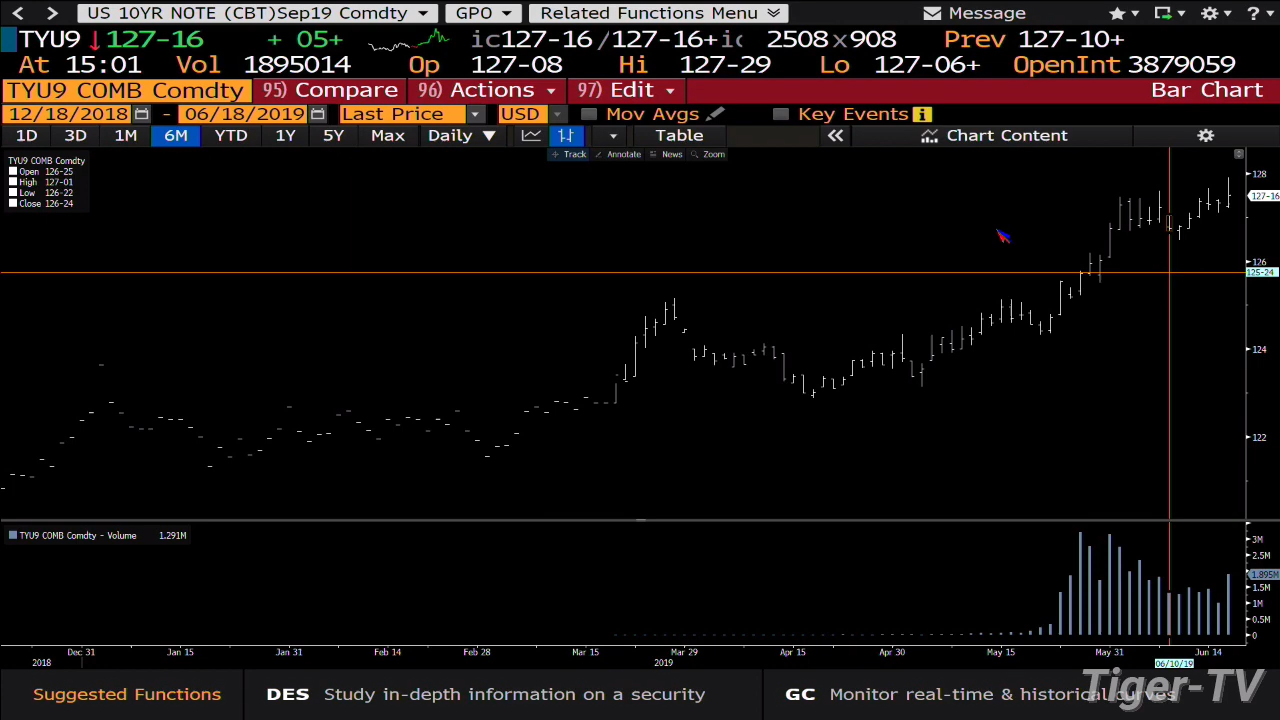 US 10YR NOTE (CBT)Sep19 Comdty GPO Related Functions Menu Message
TYU9 127-16 + 05+ ic127-16 /127-16+ic 2508x908 Prev 127-10+
At 15:01 Vol 1895014 Op 127-08 Hi 127-29 Lo 127-06+ OpenInt 3879059
TYU9 COMB Comdty 95) Compare 96) Actions 97) Edit Bar Chart
12/18/2018 - 06/18/2019 Last Price USD Mov Avgs Key Events
1D 3D 1M 6M YTD 1Y 5Y Max Daily Table Chart Content
Track Annotate News Zoom
TYU9 COMB Comdty
Open 126-25
High 127-01
Low 126-22
Close 126-24
128
127-16
126
125-24
124
122
TYU9 COMB Comdty - Volume 1.291M
3M
2.5M
1.895M
1.5M
1M
0.5M
0
Dec 31 Jan 15 Jan 31 Feb 14 Feb 28 Mar 15 Mar 29 Apr 15 Apr 30 May 15 May 31 Jun 14
2018 2019 06/10/19
Suggested Functions DES Study in-depth information on a security GC Monitor real-time & historical curves
Tiger-TV